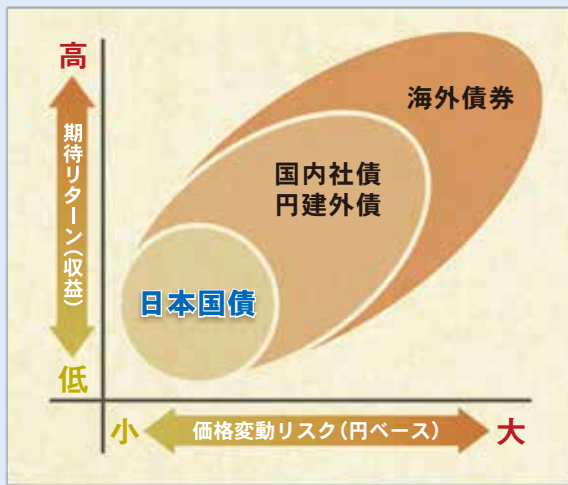 高
期待リターン(収益)
低
海外債券
国内社債
円建外債
日本国債
小
価格変動リスク(円ベース)
大